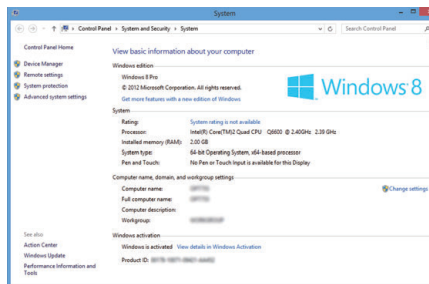 System
Control Panel ▸ System and Security ▸ System
Search Control Panel
Control Panel Home
Device Manager
Remote settings
System protection
Advanced system settings
View basic information about your computer
Windows edition
Windows 8 Pro
© 2012 Microsoft Corporation. All rights reserved.
Get more features with a new edition of Windows
Windows 8
System
Rating: System rating is not available
Processor: Intel(R) Core(TM)2 Quad CPU Q6600 @ 2.40GHz 2.39 GHz
Installed memory (RAM): 2.00 GB
System type: 64-bit Operating System, x64-based processor
Pen and Touch: No Pen or Touch Input is available for this Display
Computer name, domain, and workgroup settings
Computer name:
Change settings
Full computer name:
Computer description:
Workgroup:
Windows activation
Windows is activated View details in Windows Activation
Product ID:
See also
Action Center
Windows Update
Performance Information and
Tools